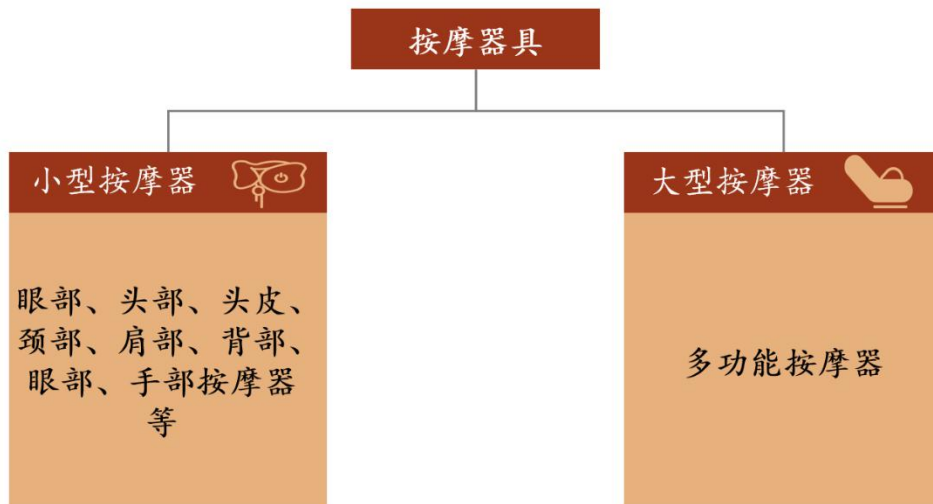 按摩器具
小型按摩器
眼部、头部、头皮、
颈部、肩部、背部、
眼部、手部按摩器
等
大型按摩器
多功能按摩器